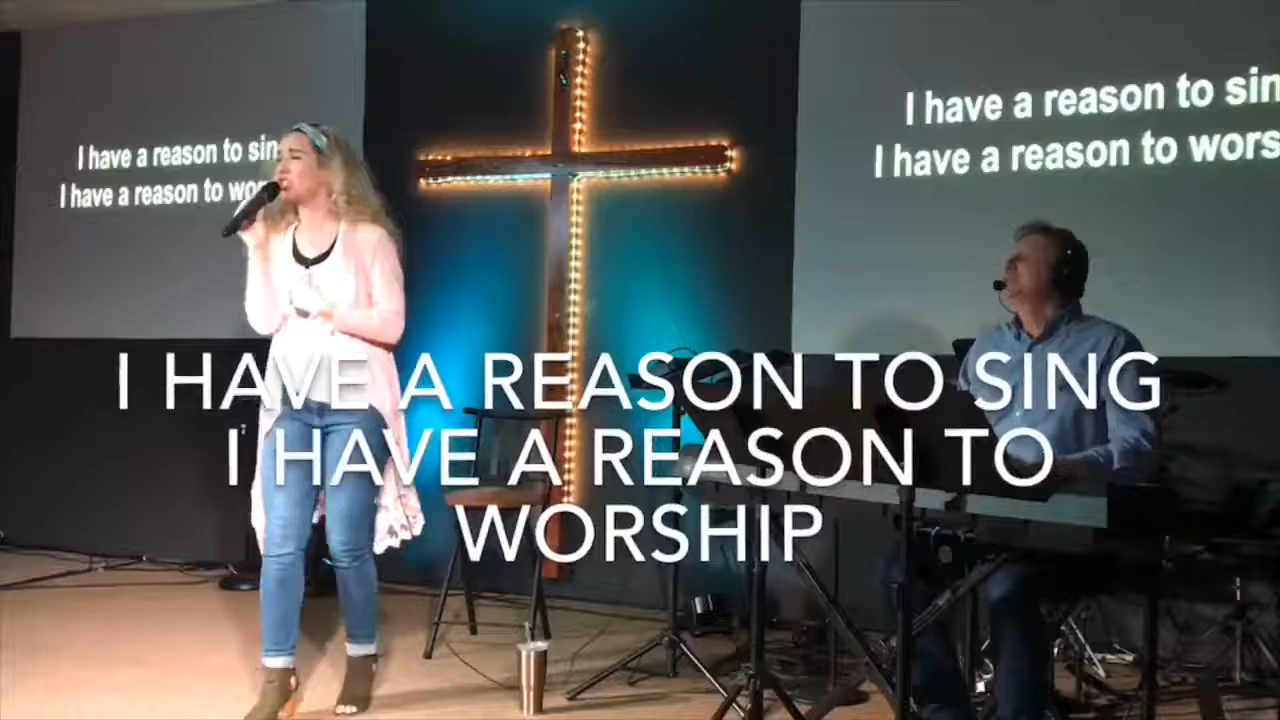 I have a reason to sin
I have a reason to wor
I have a reason to sin
I have a reason to wors
I HAVE A REASON TO SING
I HAVE A REASON TO
WORSHIP